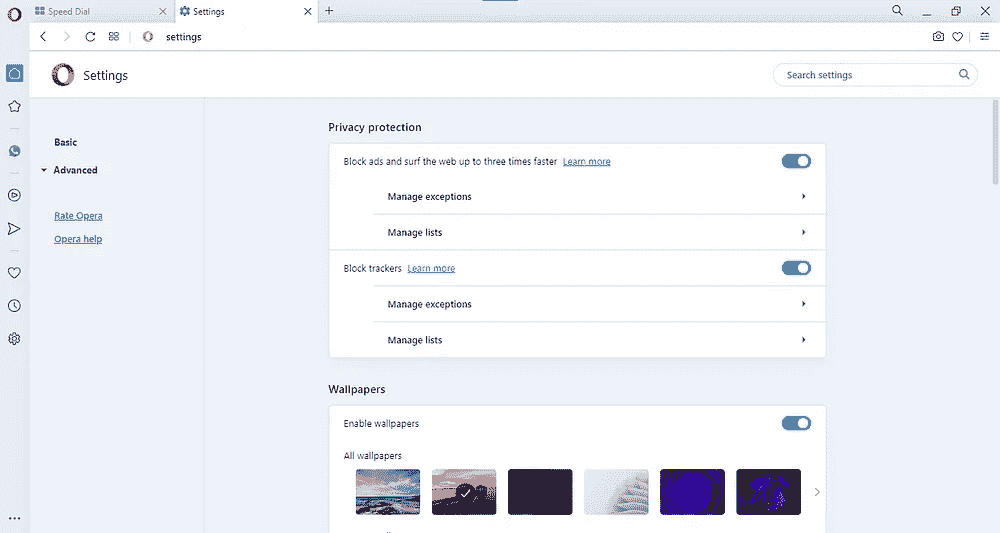 Speed Dial
Settings
settings
Settings
Search settings
Basic
Advanced
Rate Opera
Opera help
Privacy protection
Block ads and surf the web up to three times faster Learn more
Manage exceptions
Manage lists
Block trackers Learn more
Manage exceptions
Manage lists
Wallpapers
Enable wallpapers
All wallpapers